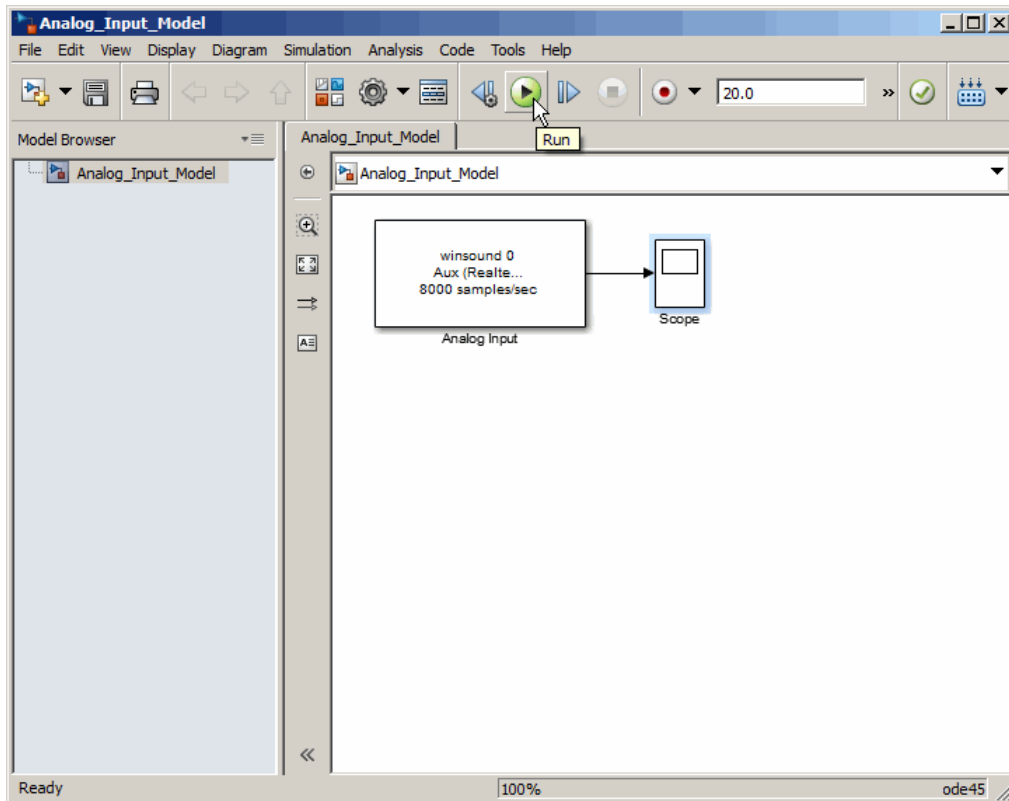 Analog_Input_Model
File Edit View Display Diagram Simulation Analysis Code Tools Help
20.0
»
Model Browser
Analog_Input_Model
Run
Analog_Input_Model
Analog_Input_Model
winsound 0
Aux (Realte...
8000 samples/sec
Analog Input
Scope
A
Ready
100%
ode45